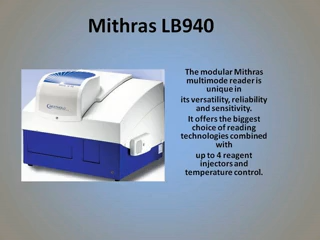 Mithras LB940
The modular Mithras
multimode reader is
unique in
its versatility, reliability
and sensitivity.
It offers the biggest
choice of reading
technologies combined
with
up to 4 reagent
injectors and
temperature control.